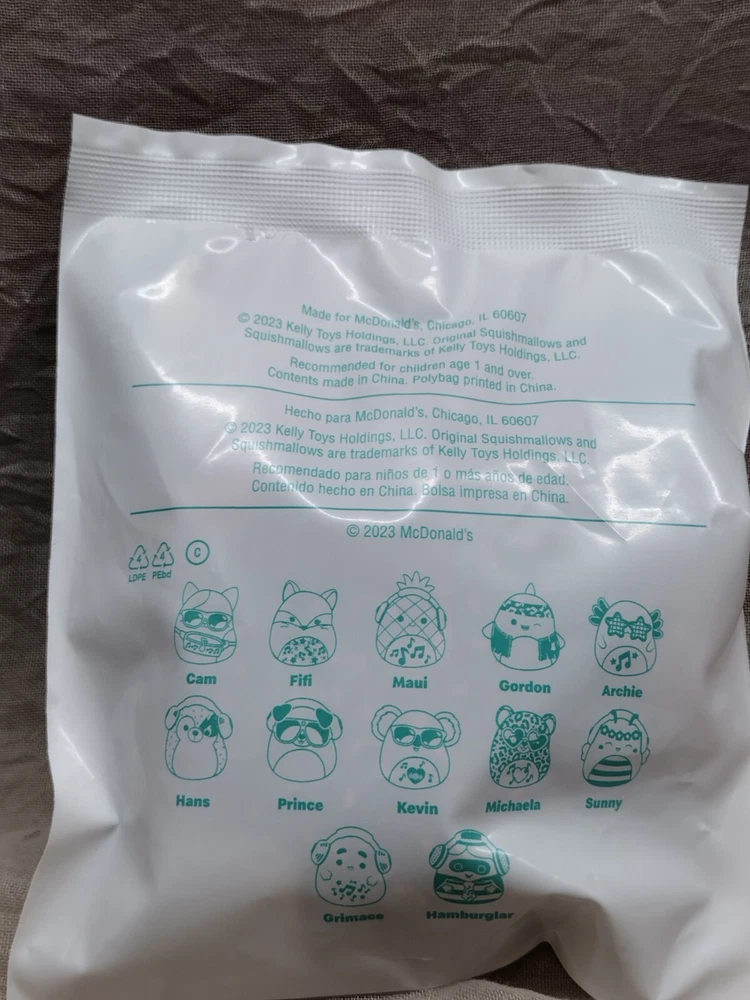 Made for McDonald's, Chicago, IL 60607
© 2023 Kelly Toys Holdings, LLC. Original Squishmallows and
Squishmallows are trademarks of Kelly Toys Holdings, LLC.
Recommended for children age 1 and over.
Contents made in China. Polybag printed in China.
Hecho para McDonald's, Chicago, IL 60607
© 2023 Kelly Toys Holdings, LLC. Original Squishmallows and
Squishmallows are trademarks of Kelly Toys Holdings, LLC.
Recomendado para niños de 1 o más años de edad.
Contenido hecho en China. Bolsa impresa en China.
© 2023 McDonald's
4 4 C
LDPE PEbd
Cam Fifi Maui Gordon Archie
Hans Prince Kevin Michaela Sunny
Grimace Hamburglar